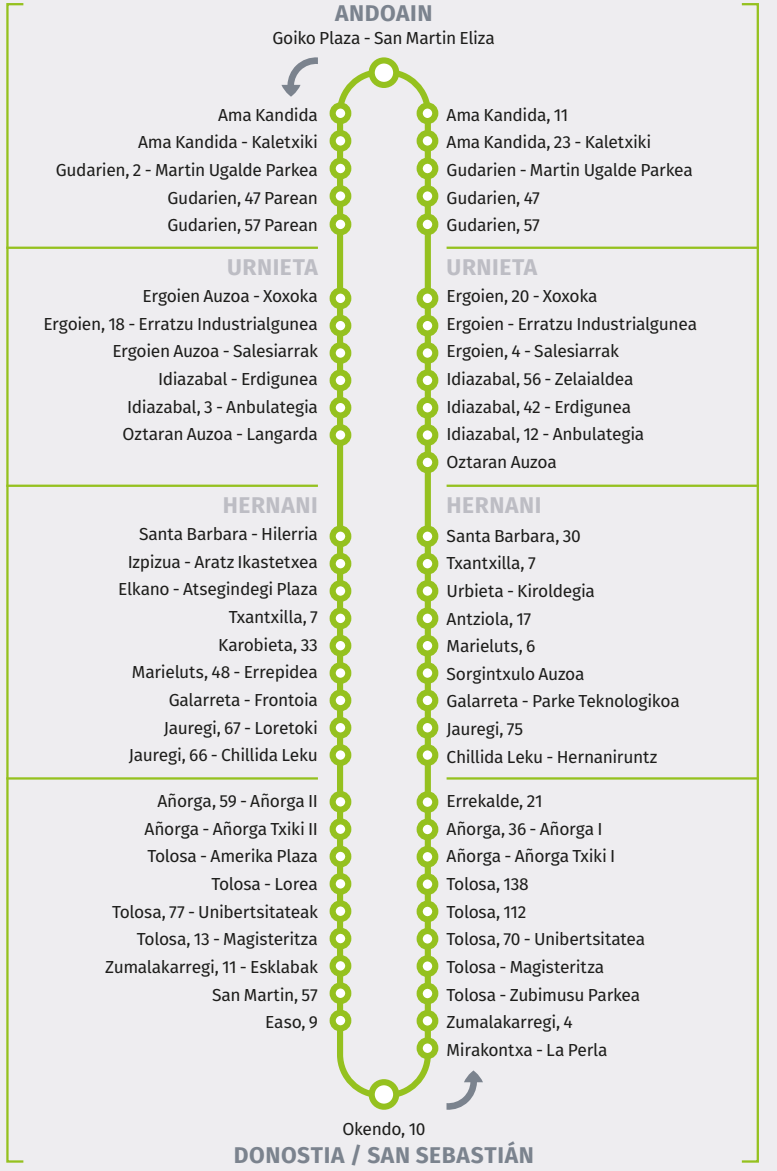 ANDOAIN
Goiko Plaza - San Martin Eliza
Ama Kandida
Ama Kandida - Kaletxiki
Gudarien, 2 - Martin Ugalde Parkea
Gudarien, 47 Parean
Gudarien, 57 Parean
URNIETA
Ergoien Auzoa - Xoxoka
Ergoien, 18 - Erratzu Industrialgunea
Ergoien Auzoa - Salesiarrak
Idiazabal - Erdigunea
Idiazabal, 3 - Anbulategia
Oztaran Auzoa - Langarda
HERNANI
Santa Barbara - Hilerria
Izpizua - Aratz Ikastetxea
Elkano - Atsegindegi Plaza
Txantxilla, 7
Karobieta, 33
Marieluts, 48 - Errepidea
Galarreta - Frontoia
Jauregi, 67 - Loretoki
Jauregi, 66 - Chillida Leku
Añorga, 59 - Añorga II
Añorga - Añorga Txiki II
Tolosa - Amerika Plaza
Tolosa - Lorea
Tolosa, 77 - Unibertsitateak
Tolosa, 13 - Magisteritza
Zumalakarregi, 11 - Esklabak
San Martin, 57
Easo, 9
Ama Kandida, 11
Ama Kandida, 23 - Kaletxiki
Gudarien - Martin Ugalde Parkea
Gudarien, 47
Gudarien, 57
URNIETA
Ergoien, 20 - Xoxoka
Ergoien - Erratzu Industrialgunea
Ergoien, 4 - Salesiarrak
Idiazabal, 56 - Zelaialdea
Idiazabal, 42 - Erdigunea
Idiazabal, 12 - Anbulategia
Oztaran Auzoa
HERNANI
Santa Barbara, 30
Txantxilla, 7
Urbieta - Kiroldegia
Antziola, 17
Marieluts, 6
Sorgintxulo Auzoa
Galarreta - Parke Teknologikoa
Jauregi, 75
Chillida Leku - Hernaniruntz
Errekalde, 21
Añorga, 36 - Añorga I
Añorga - Añorga Txiki I
Tolosa, 138
Tolosa, 112
Tolosa, 70 - Unibertsitatea
Tolosa - Magisteritza
Tolosa - Zubimusu Parkea
Zumalakarregi, 4
Mirakontxa - La Perla
Okendo, 10
DONOSTIA / SAN SEBASTIÁN